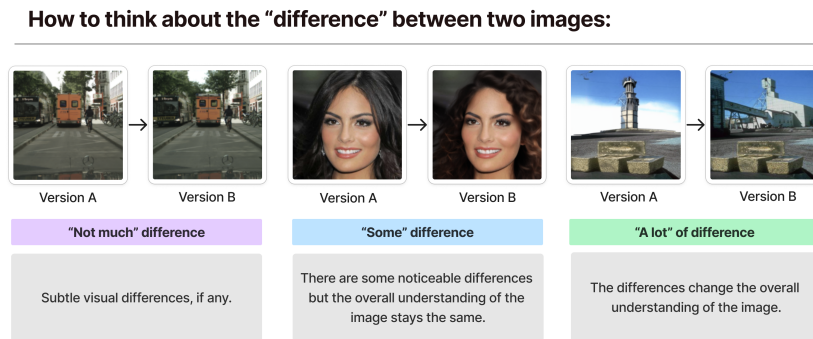 How to think about the “difference” between two images:
Version A
Version B
Version A
Version B
Version A
Version B
“Not much” difference
“Some” difference
“A lot” of difference
Subtle visual differences, if any.
There are some noticeable differences
but the overall understanding of the
image stays the same.
The differences change the overall
understanding of the image.